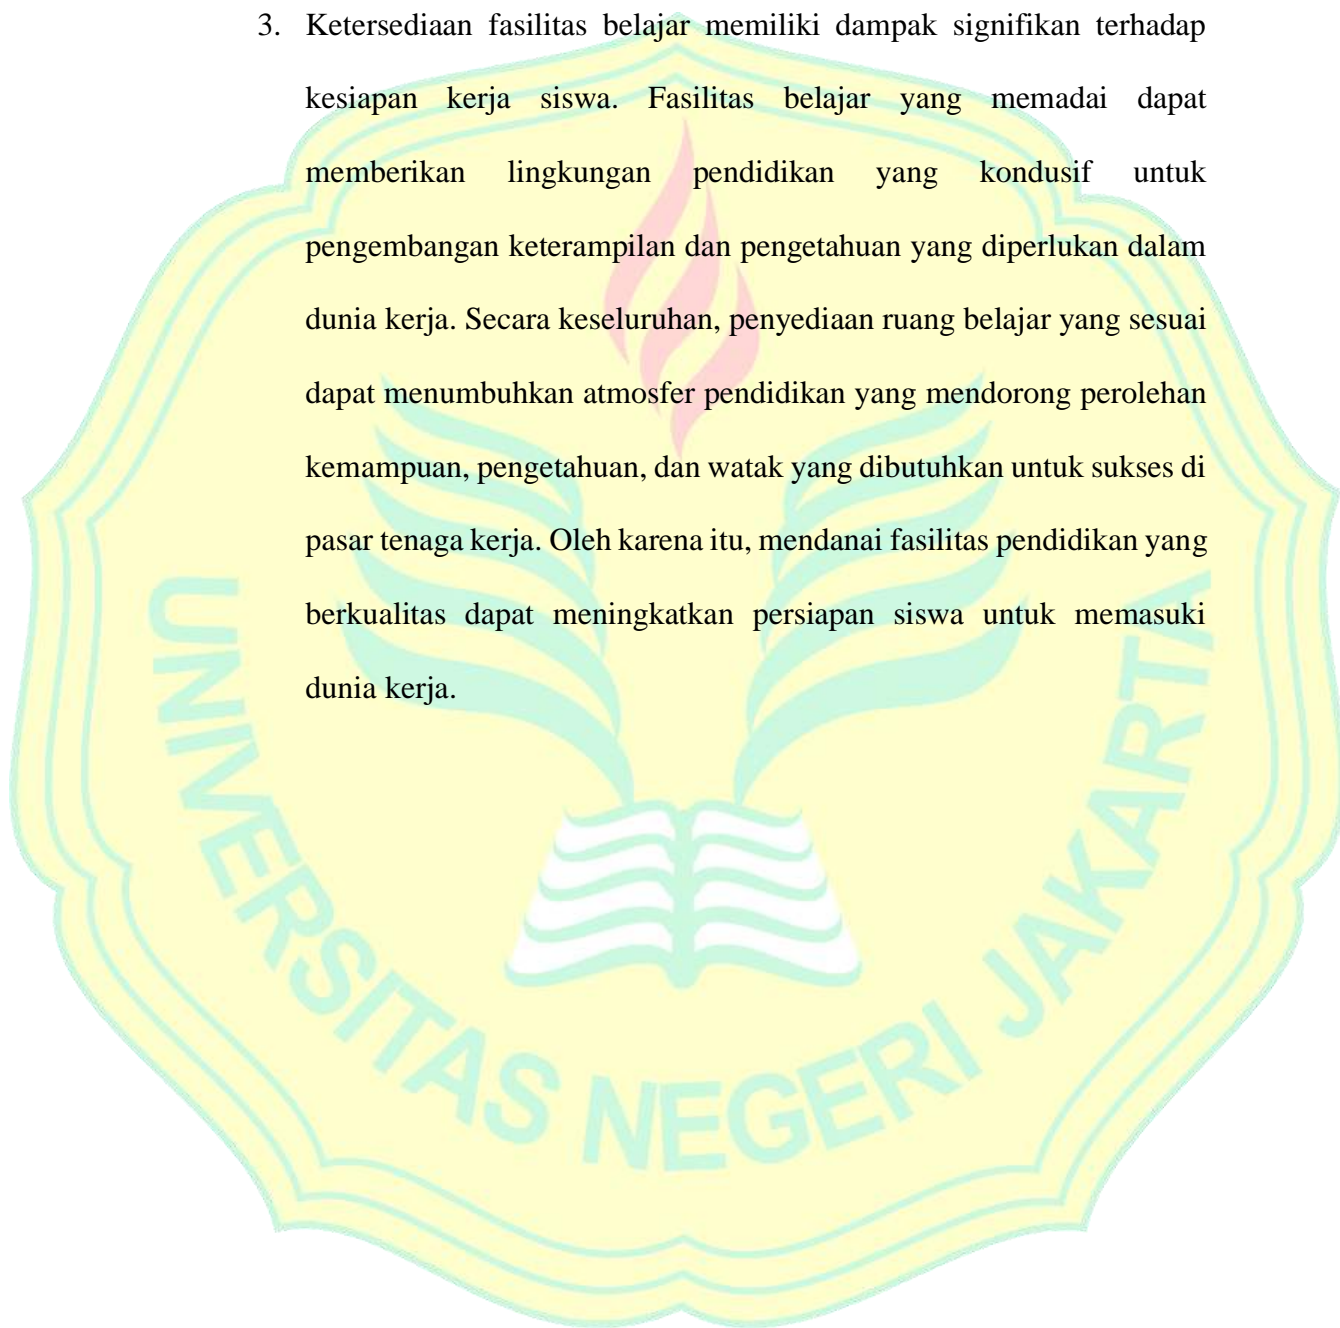 3. Ketersediaan fasilitas belajar memiliki dampak signifikan terhadap
kesiapan kerja siswa. Fasilitas belajar yang memadai dapat
memberikan lingkungan pendidikan yang kondusif untuk
pengembangan keterampilan dan pengetahuan yang diperlukan dalam
dunia kerja. Secara keseluruhan, penyediaan ruang belajar yang sesuai
dapat menumbuhkan atmosfer pendidikan yang mendorong perolehan
kemampuan, pengetahuan, dan watak yang dibutuhkan untuk sukses di
pasar tenaga kerja. Oleh karena itu, mendanai fasilitas pendidikan yang
berkualitas dapat meningkatkan persiapan siswa untuk memasuki
dunia kerja.
UNIVERSITAS NEGERI JAKARTA